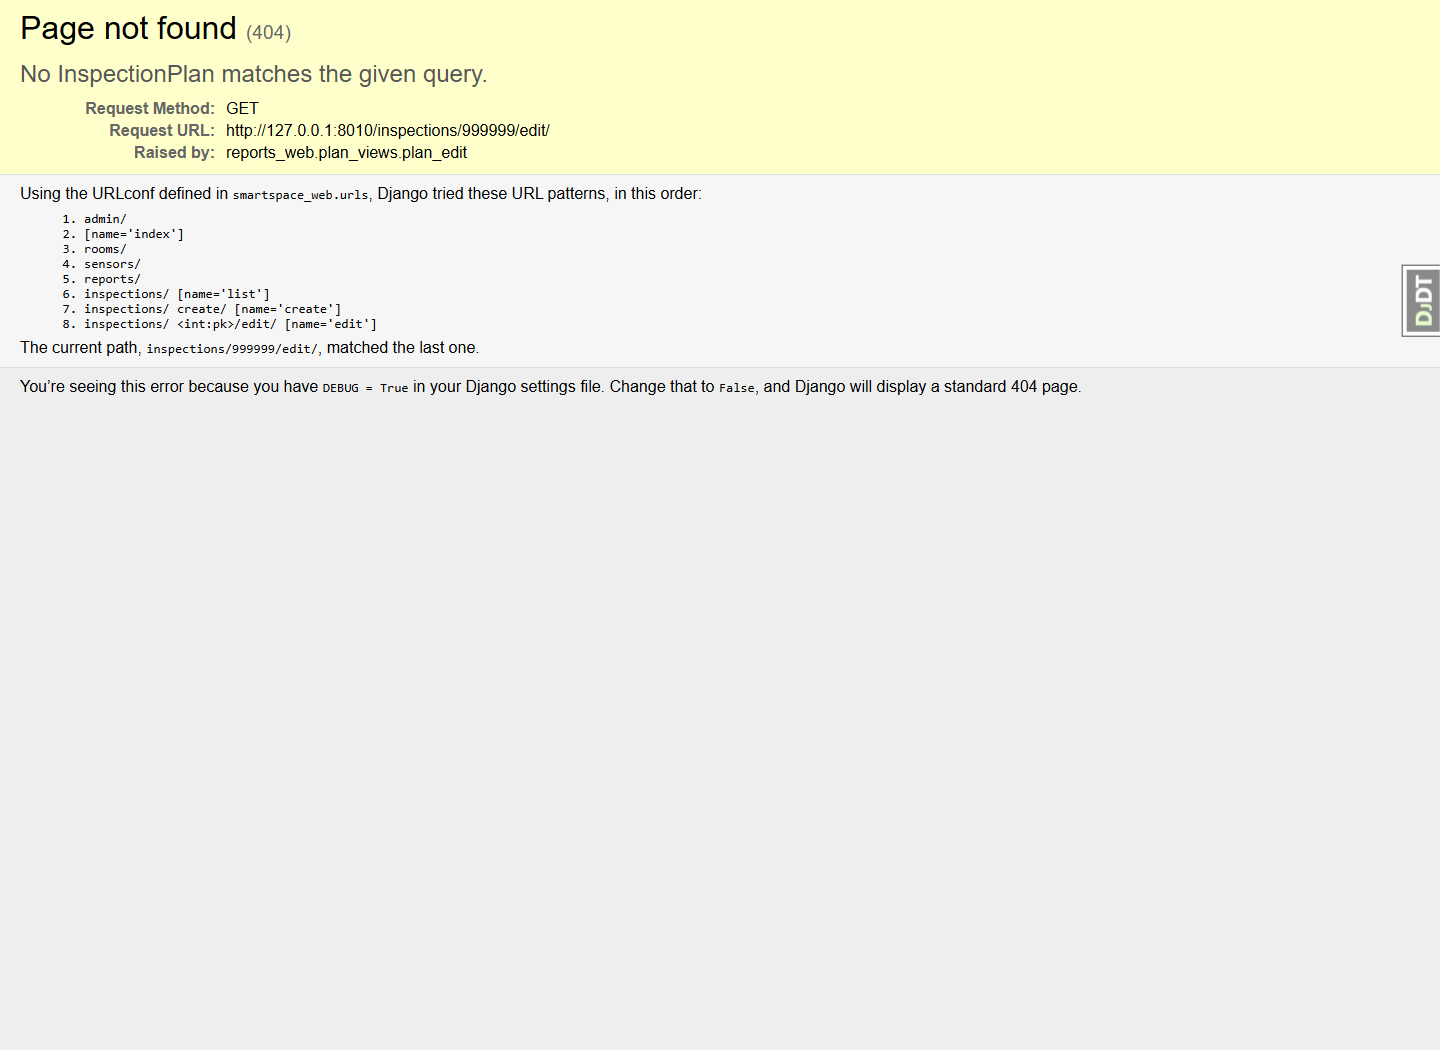 Page not found (404)
No InspectionPlan matches the given query.
Request Method: GET
Request URL: http://127.0.0.1:8010/inspections/999999/edit/
Raised by: reports_web.plan_views.plan_edit
Using the URLconf defined in smartspace_web.urls, Django tried these URL patterns, in this order:
1. admin/
2. [name='index']
3. rooms/
4. sensors/
5. reports/
6. inspections/ [name='list']
7. inspections/ create/ [name='create']
8. inspections/ <int:pk>/edit/ [name='edit']
The current path, inspections/999999/edit/, matched the last one.
You’re seeing this error because you have DEBUG = True in your Django settings file. Change that to False, and Django will display a standard 404 page.
DJDT